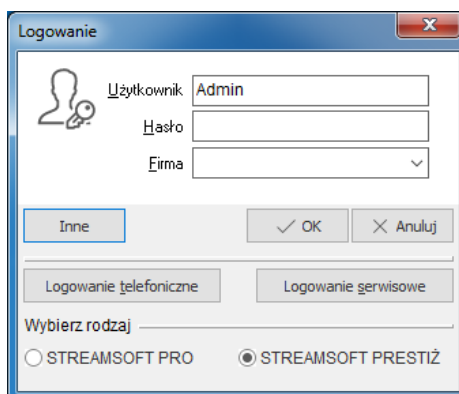 Logowanie
Użytkownik Admin
Hasło
Firma
Inne OK Anuluj
Logowanie telefoniczne Logowanie serwisowe
Wybierz rodzaj
STREAMSOFT PRO STREAMSOFT PRESTIŻ